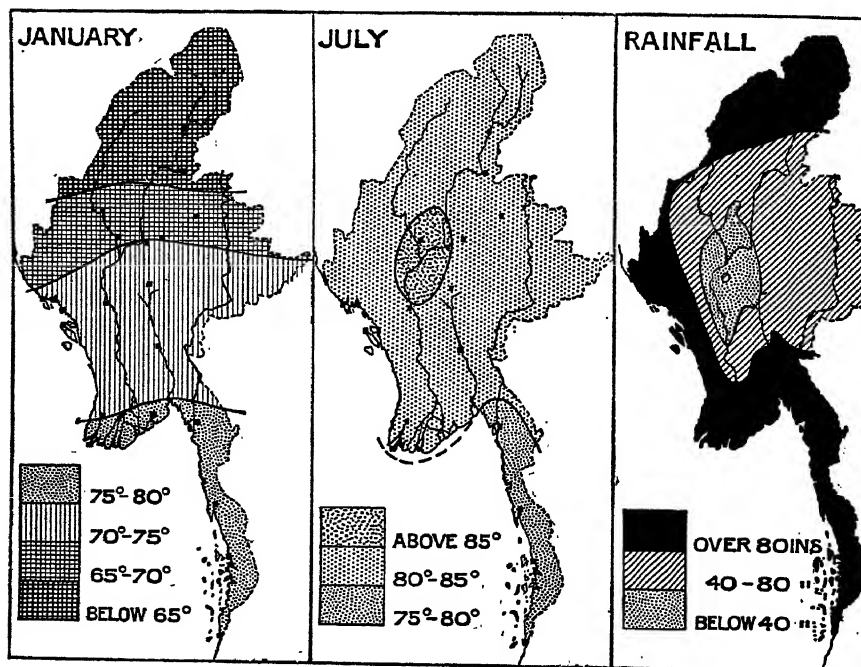 JANUARY
75°-80°
70°-75°
65°-70°
BELOW 65°
JULY
ABOVE 85°
80°-85°
75°-80°
RAINFALL
OVER 80INS
40-80 "
BELOW 40 "